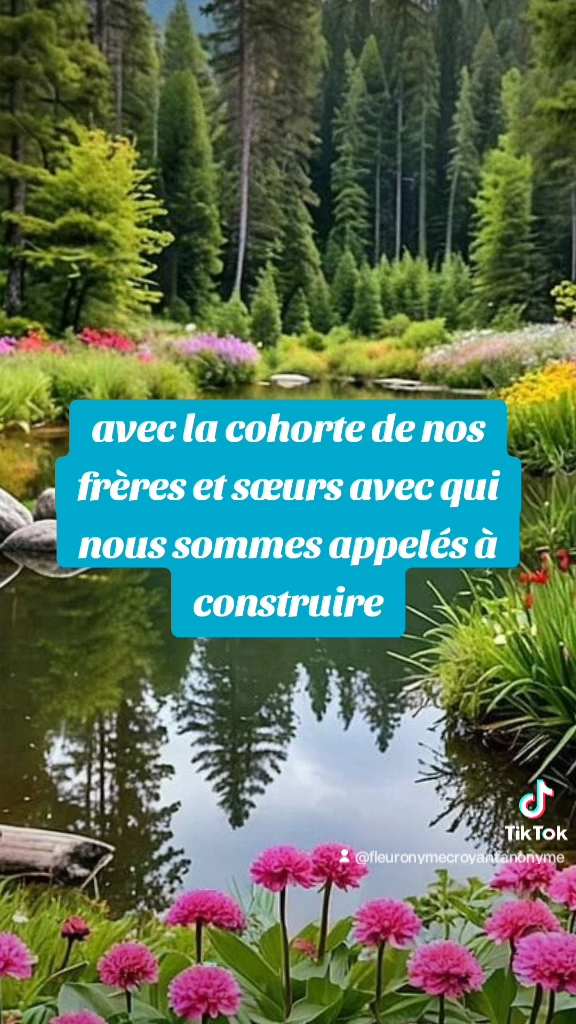 avec la cohorte de nos
frères et sœurs avec qui
nous sommes appelés à
construire
TikTok
@fleuronymecroyantanonyme